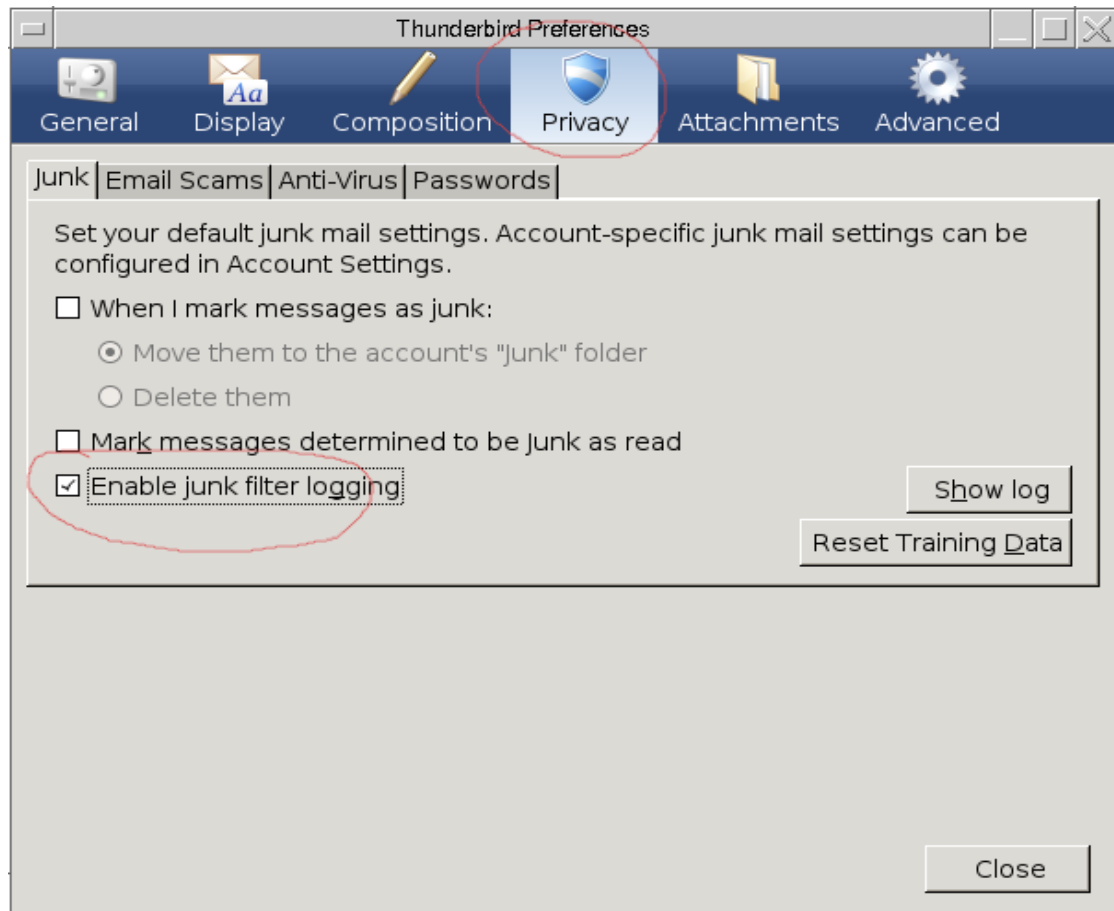 Thunderbird Preferences
General Display Composition Privacy Attachments Advanced
Junk Email Scams Anti-Virus Passwords
Set your default junk mail settings. Account-specific junk mail settings can be
configured in Account Settings.
When I mark messages as junk:
Move them to the account's "Junk" folder
Delete them
Mark messages determined to be Junk as read
Enable junk filter logging
Show log
Reset Training Data
Close